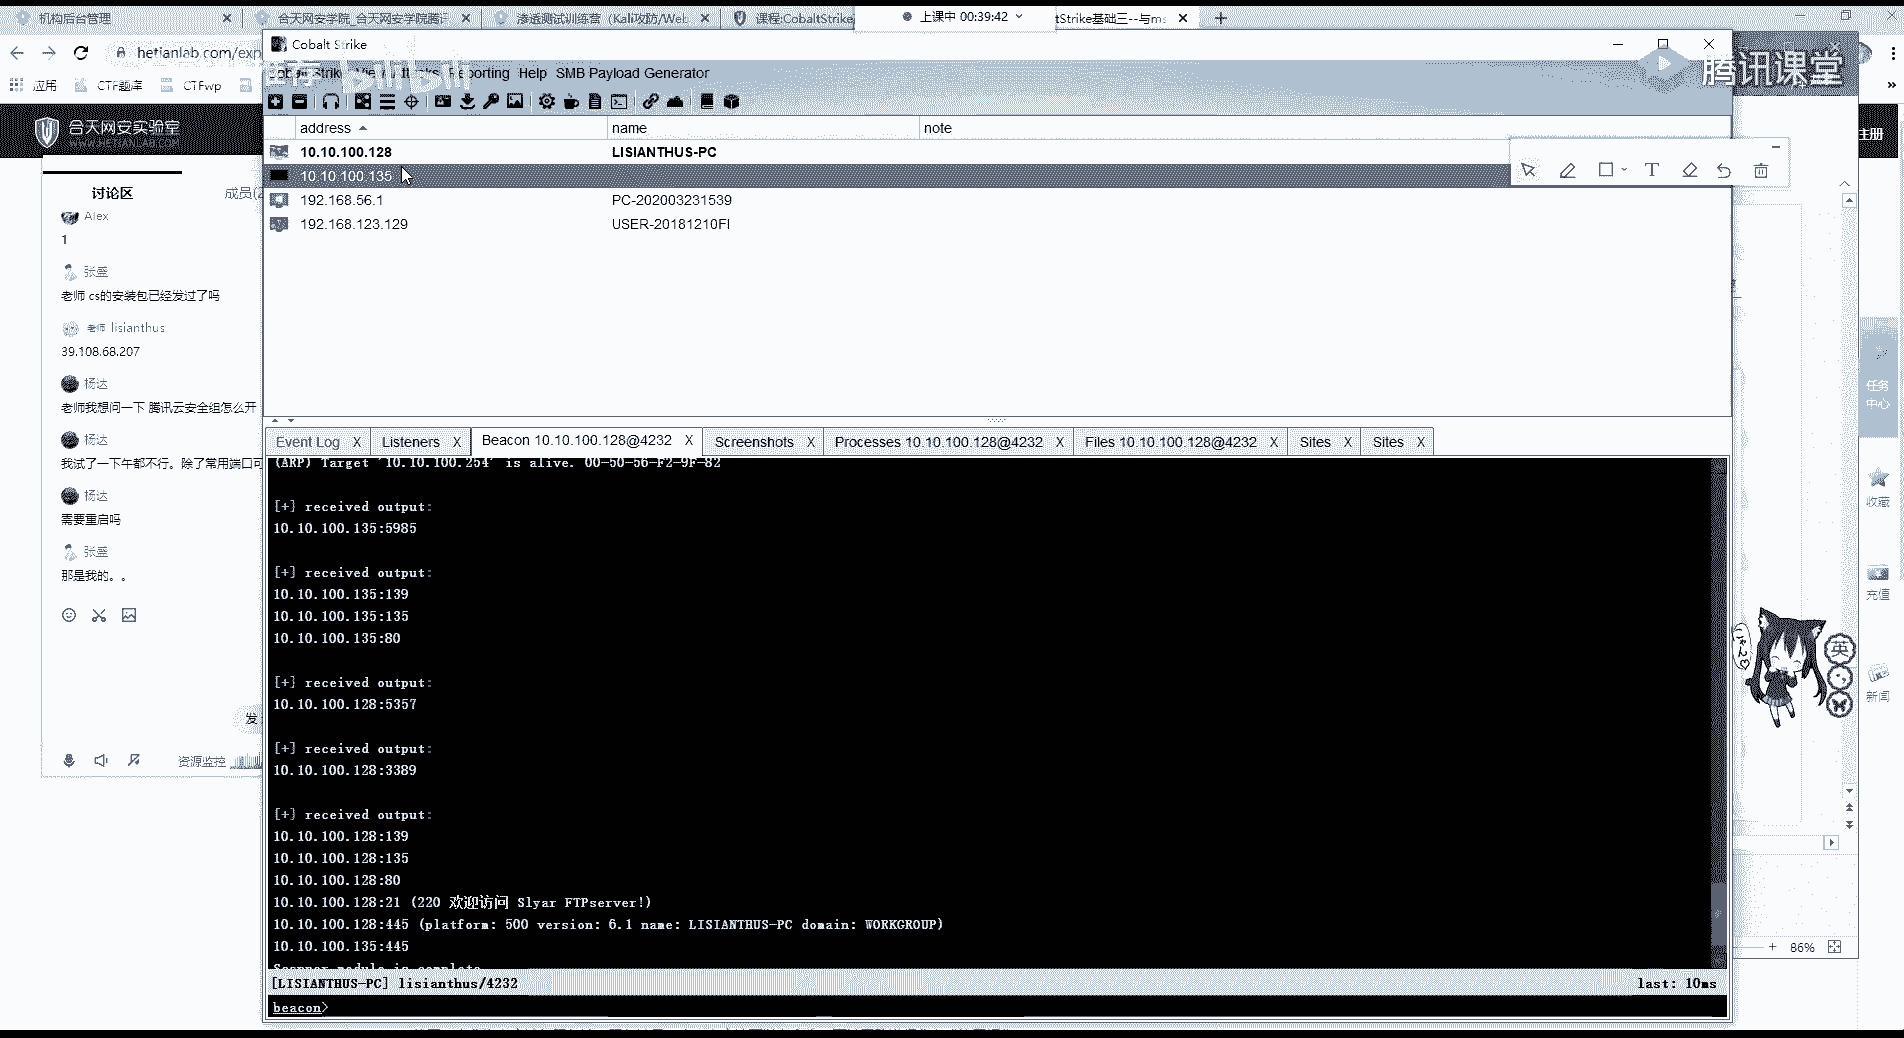 机构后台管理
合天网安学院_合天网安学院腾讯
渗透测试训练营（Kali攻防/Web
课程:CobaltStrike
上课中 00:39:42
tStrike基础三--与ms
hetianlab.com/exp
应用
CTF题库
CTFwp
Cobalt Strike
Reporting Help SMB Payload Generator
bilibili
腾讯课堂
合天网安实验室
WWW.HETIANLAB.COM
注册
address
name
note
10.10.100.128
LISIANTHUS-PC
10.10.100.135
192.168.56.1
PC-202003231539
192.168.123.129
USER-20181210FI
讨论区
成员(2
Alex
1
张盛
老师 cs的安装包已经发过了吗
老师 lisianthus
39.108.68.207
杨达
老师我想问一下 腾讯云安全组怎么开
杨达
我试了一下午都不行。除了常用端口可
杨达
需要重启吗
张盛
那是我的。。
发
资源监控
Event Log X
Listeners X
Beacon 10.10.100.128@4232 X
Screenshots X
Processes 10.10.100.128@4232 X
Files 10.10.100.128@4232 X
Sites X
Sites X
(ARP) Target '10.10.100.254' is alive. 00-50-56-F2-9F-82
[+] received output:
10.10.100.135:5985
[+] received output:
10.10.100.135:139
10.10.100.135:135
10.10.100.135:80
[+] received output:
10.10.100.128:5357
[+] received output:
10.10.100.128:3389
[+] received output:
10.10.100.128:139
10.10.100.128:135
10.10.100.128:80
10.10.100.128:21 (220 欢迎访问 Slyar FTPserver!)
10.10.100.128:445 (platform: 500 version: 6.1 name: LISIANTHUS-PC domain: WORKGROUP)
10.10.100.135:445
Scanner module is complete
[LISIANTHUS-PC] lisianthus/4232
last: 10ms
beacon>
任务
中心
收藏
充值
新闻
英
86%